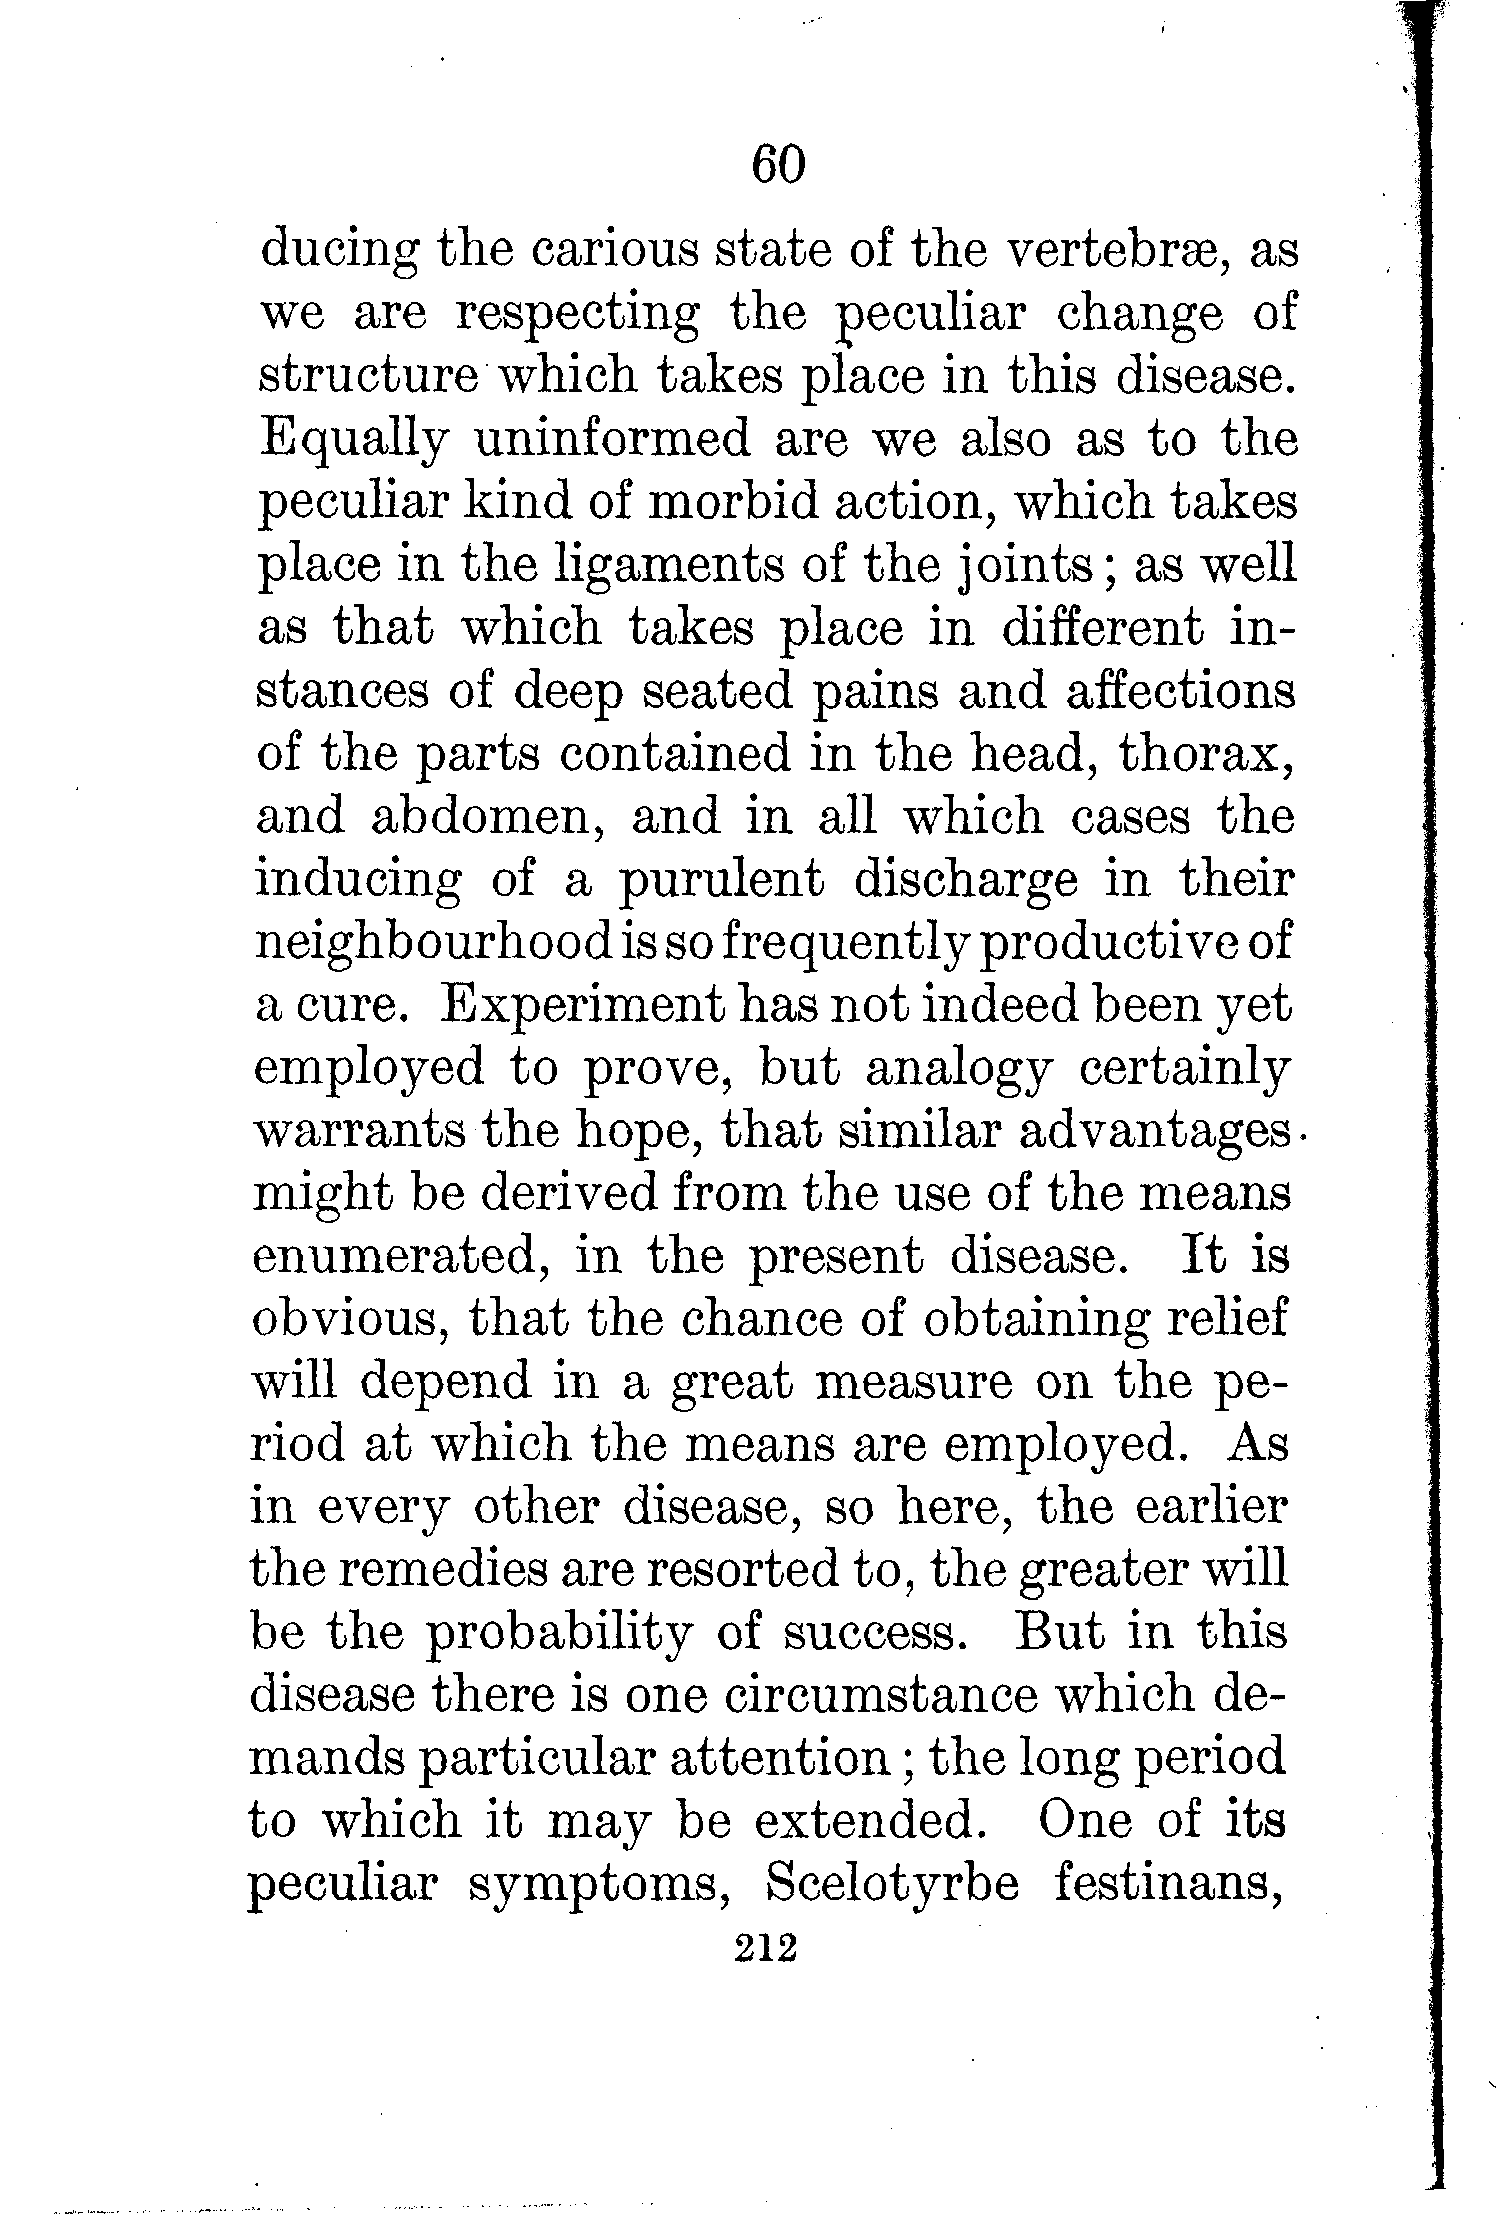 60
ducing the carious state of the vertebræ, as
we are respecting the peculiar change of
structure which takes place in this disease.
Equally uninformed are we also as to the
peculiar kind of morbid action, which takes
place in the ligaments of the joints; as well
as that which takes place in different in-
stances of deep seated pains and affections
of the parts contained in the head, thorax,
and abdomen, and in all which cases the
inducing of a purulent discharge in their
neighbourhood is so frequently productive of
a cure. Experiment has not indeed been yet
employed to prove, but analogy certainly
warrants the hope, that similar advantages
might be derived from the use of the means
enumerated, in the present disease. It is
obvious, that the chance of obtaining relief
will depend in a great measure on the pe-
riod at which the means are employed. As
in every other disease, so here, the earlier
the remedies are resorted to, the greater will
be the probability of success. But in this
disease there is one circumstance which de-
mands particular attention; the long period
to which it may be extended. One of its
peculiar symptoms, Scelotyrbe festinans,
212